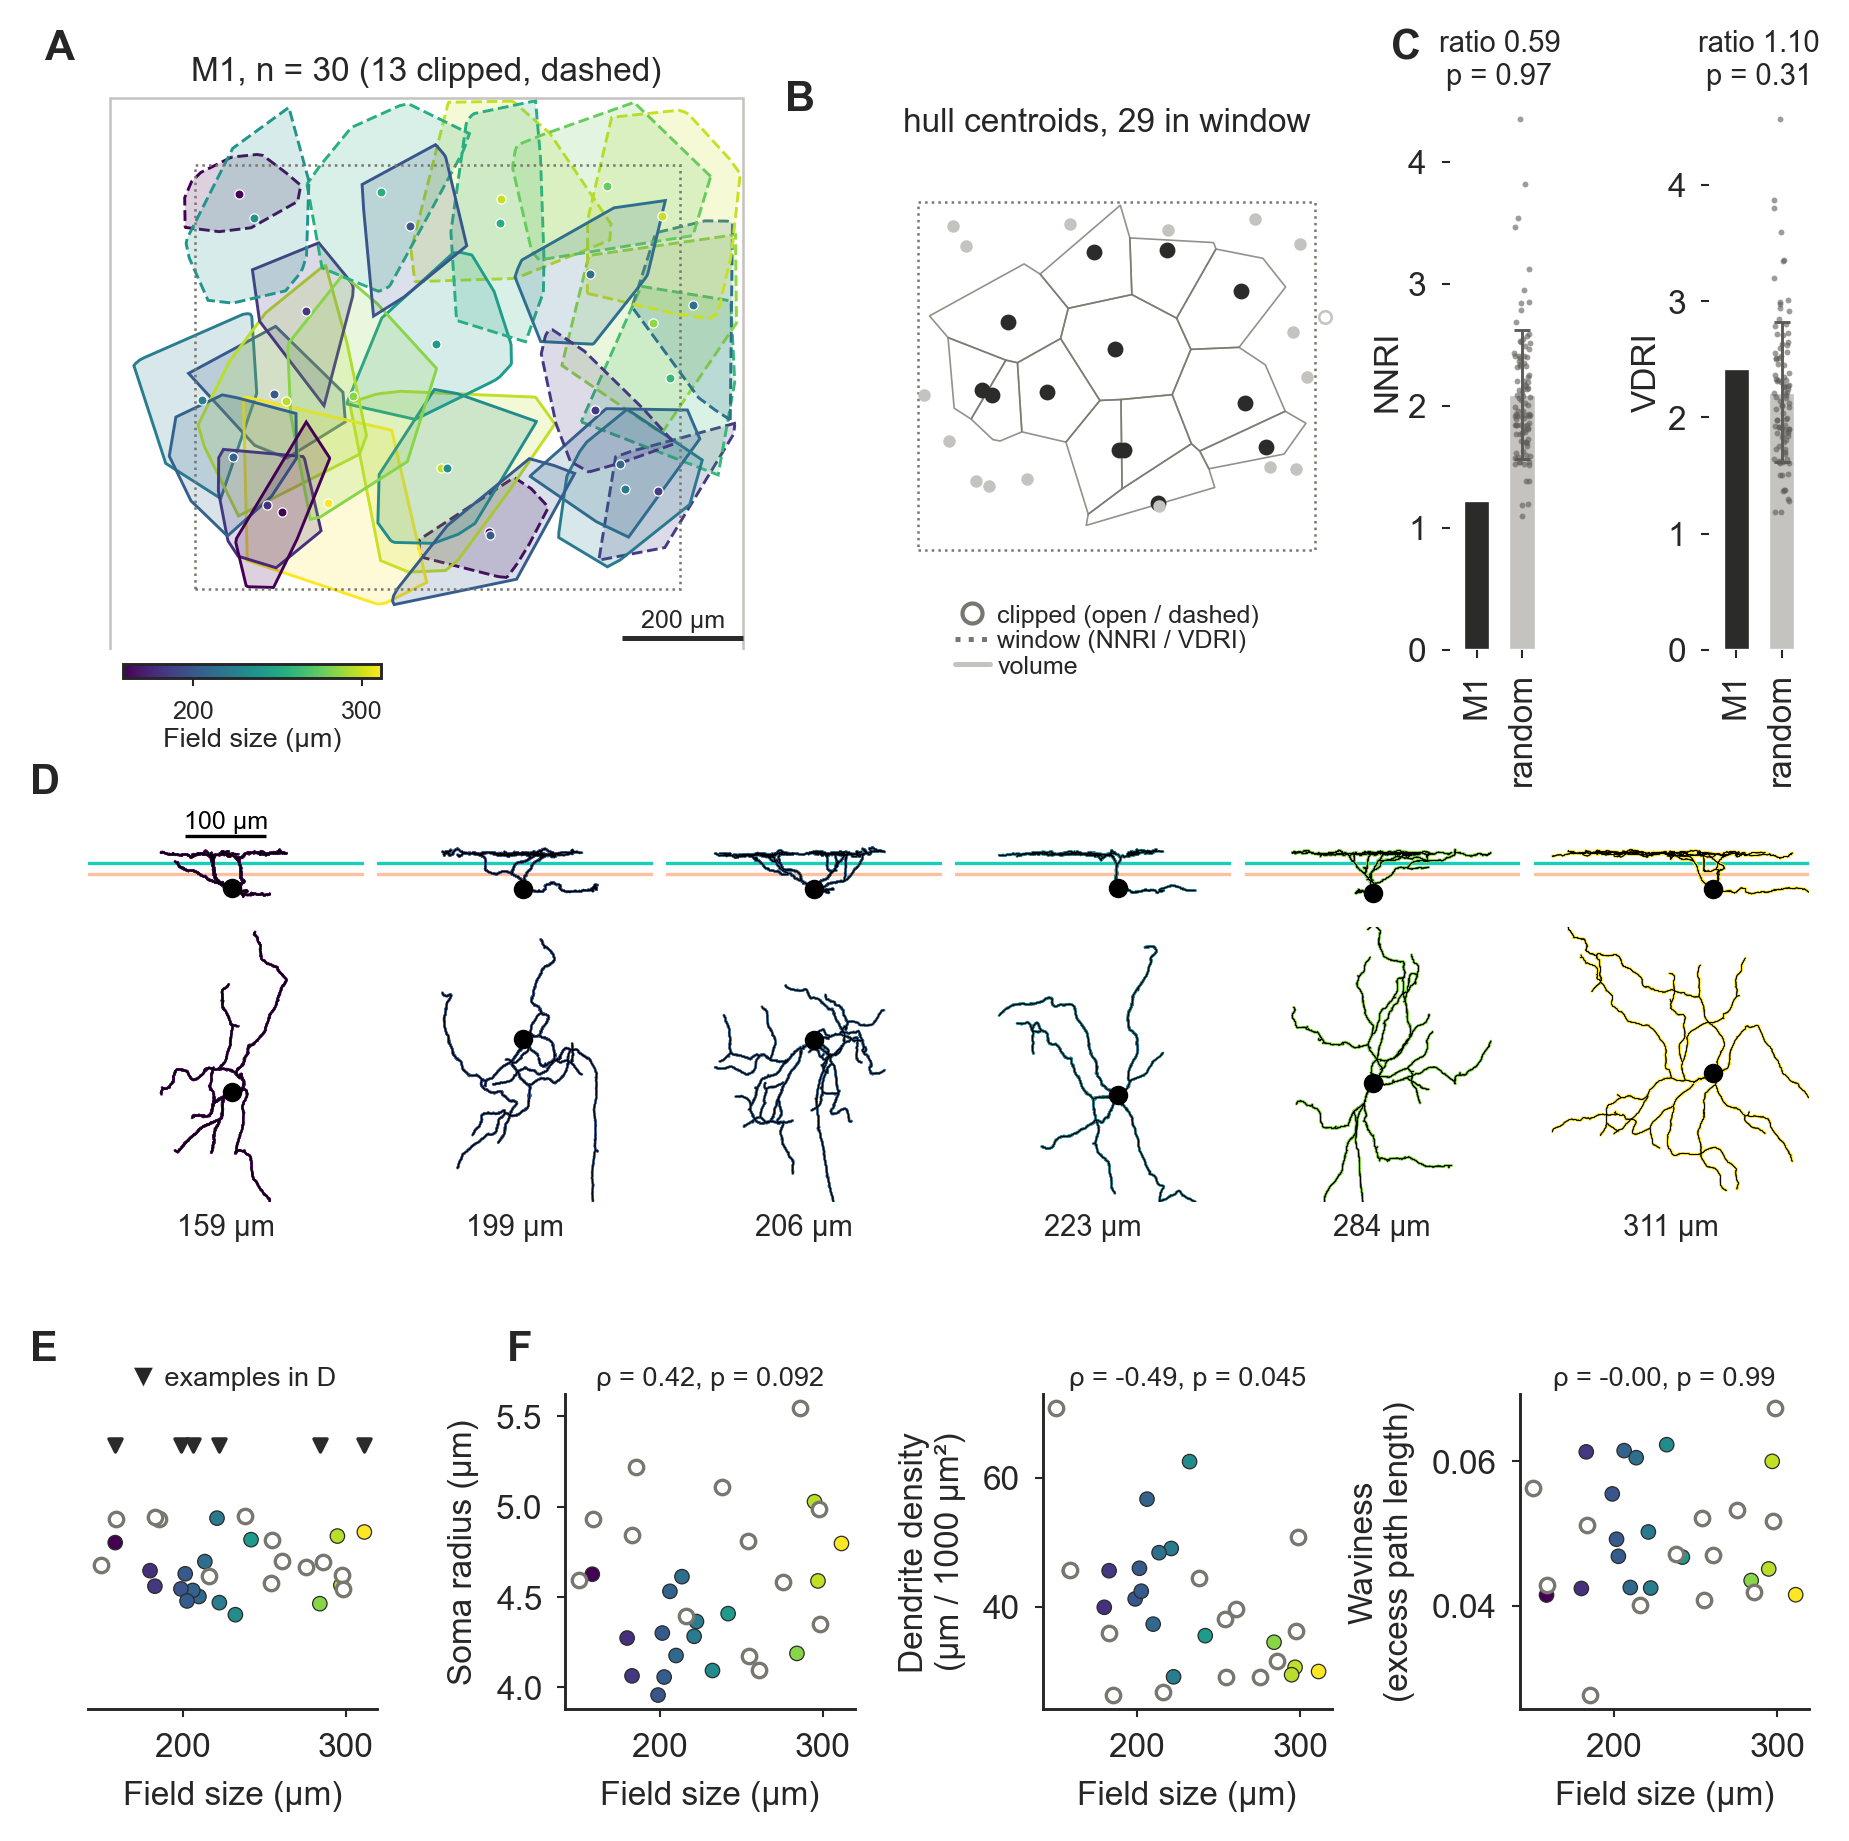 A
M1, n = 30 (13 clipped, dashed)
200 µm
200
300
Field size (µm)
B
hull centroids, 29 in window
clipped (open / dashed)
window (NNRI / VDRI)
volume
C
ratio 0.59
p = 0.97
NNRI
4
3
2
1
0
M1
random
ratio 1.10
p = 0.31
VDRI
4
3
2
1
0
M1
random
D
100 µm
159 µm
199 µm
206 µm
223 µm
284 µm
311 µm
E
examples in D
200
300
Field size (µm)
F
ρ = 0.42, p = 0.092
Soma radius (µm)
5.5
5.0
4.5
4.0
200
300
Field size (µm)
ρ = -0.49, p = 0.045
Dendrite density
(µm / 1000 µm²)
60
40
200
300
Field size (µm)
ρ = -0.00, p = 0.99
Waviness
(excess path length)
0.06
0.04
200
300
Field size (µm)